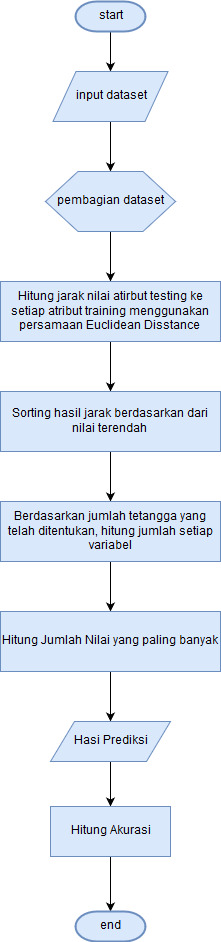 start
input dataset
pembagian dataset
Hitung jarak nilai atirbut testing ke
setiap atribut training menggunakan
persamaan Euclidean Disstance
Sorting hasil jarak berdasarkan dari
nilai terendah
Berdasarkan jumlah tetangga yang
telah ditentukan, hitung jumlah setiap
variabel
Hitung Jumlah Nilai yang paling banyak
Hasi Prediksi
Hitung Akurasi
end